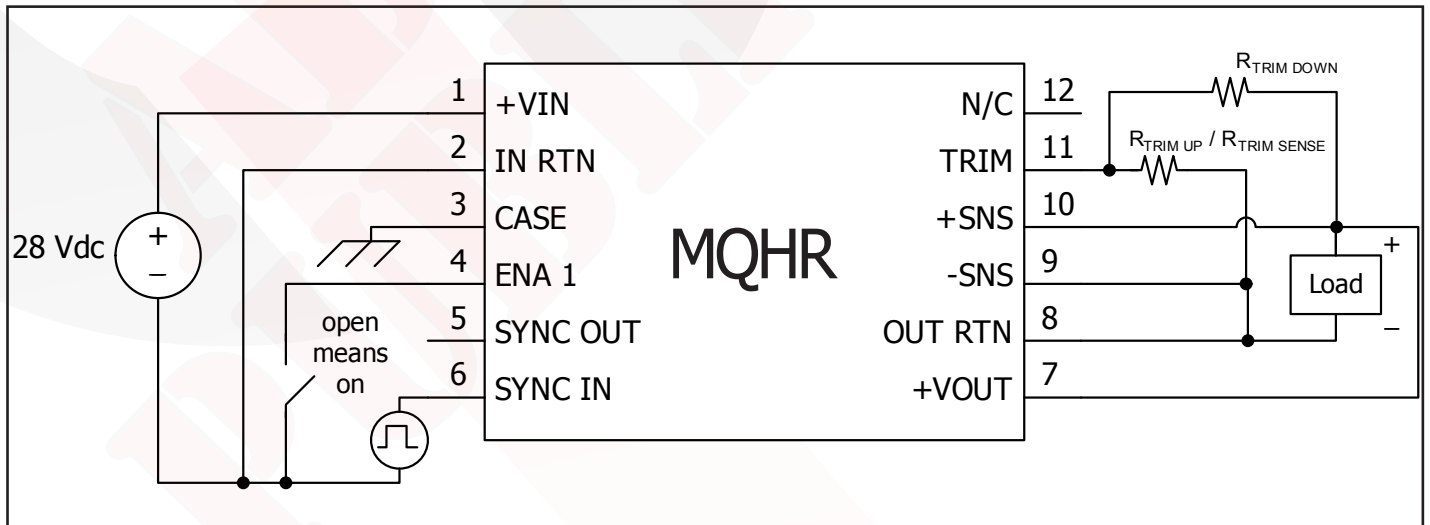 28 Vdc
+
−
open
means
on
1
2
3
4
5
6
+VIN
IN RTN
CASE
ENA 1
SYNC OUT
SYNC IN
MQHR
N/C
TRIM
+SNS
-SNS
OUT RTN
+VOUT
12
11
10
9
8
7
RTRIM DOWN
RTRIM UP / RTRIM SENSE
+
Load
−